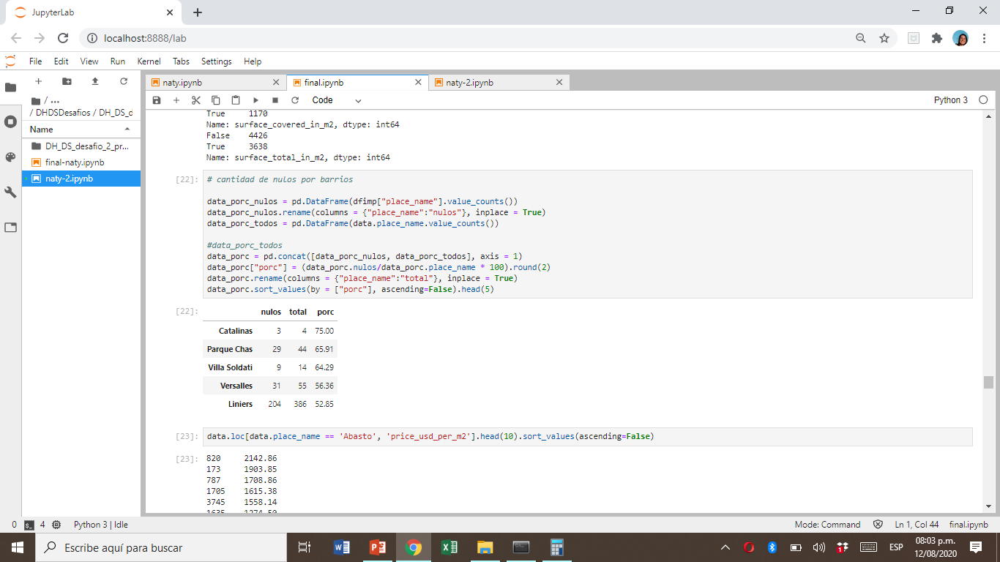 JupyterLab
localhost:8888/lab
File Edit View Run Kernel Tabs Settings Help
naty.ipynb
final.ipynb
naty-2.ipynb
Code
Python 3
/ ...
/ DHDSDesafios / DH_DS_d
Name
DH_DS_desafio_2_pr...
final-naty.ipynb
naty-2.ipynb
True 1170
Name: surface_covered_in_m2, dtype: int64
False 4426
True 3638
Name: surface_total_in_m2, dtype: int64
[22]:
# cantidad de nulos por barrios
data_porc_nulos = pd.DataFrame(dfimp["place_name"].value_counts())
data_porc_nulos.rename(columns = {"place_name":"nulos"}, inplace = True)
data_porc_todos = pd.DataFrame(data.place_name.value_counts())
#data_porc_todos
data_porc = pd.concat([data_porc_nulos, data_porc_todos], axis = 1)
data_porc["porc"] = (data_porc.nulos/data_porc.place_name * 100).round(2)
data_porc.rename(columns = {"place_name":"total"}, inplace = True)
data_porc.sort_values(by = ["porc"], ascending=False).head(5)
[22]:
nulos total porc
Catalinas 3 4 75.00
Parque Chas 29 44 65.91
Villa Soldati 9 14 64.29
Versalles 31 55 56.36
Liniers 204 386 52.85
[23]:
data.loc[data.place_name == 'Abasto', 'price_usd_per_m2'].head(10).sort_values(ascending=False)
[23]:
820 2142.86
173 1903.85
787 1708.86
1705 1615.38
3745 1558.14
1635 1274.50
0 4 Python 3 | Idle
Mode: Command Ln 1, Col 44 final.ipynb
Escribe aquí para buscar
ESP
08:03 p.m.
12/08/2020